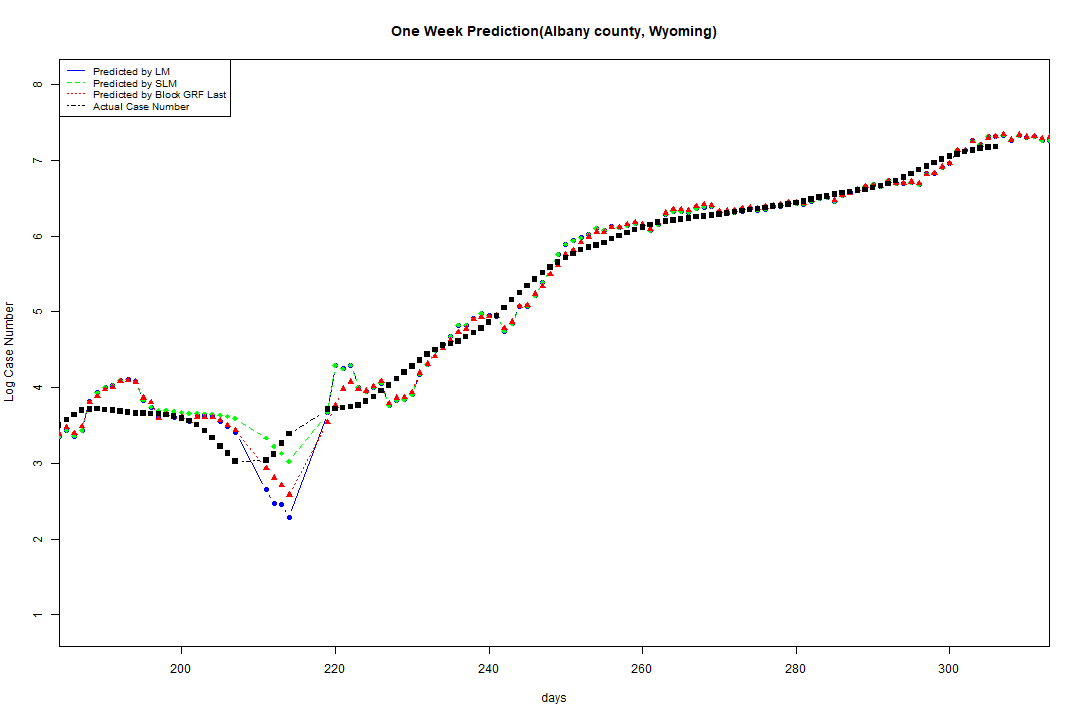 One Week Prediction(Albany county, Wyoming)
Predicted by LM
Predicted by SLM
Predicted by Block GRF Last
Actual Case Number
8
7
6
5
4
3
2
1
Log Case Number
200 220 240 260 280 300
days